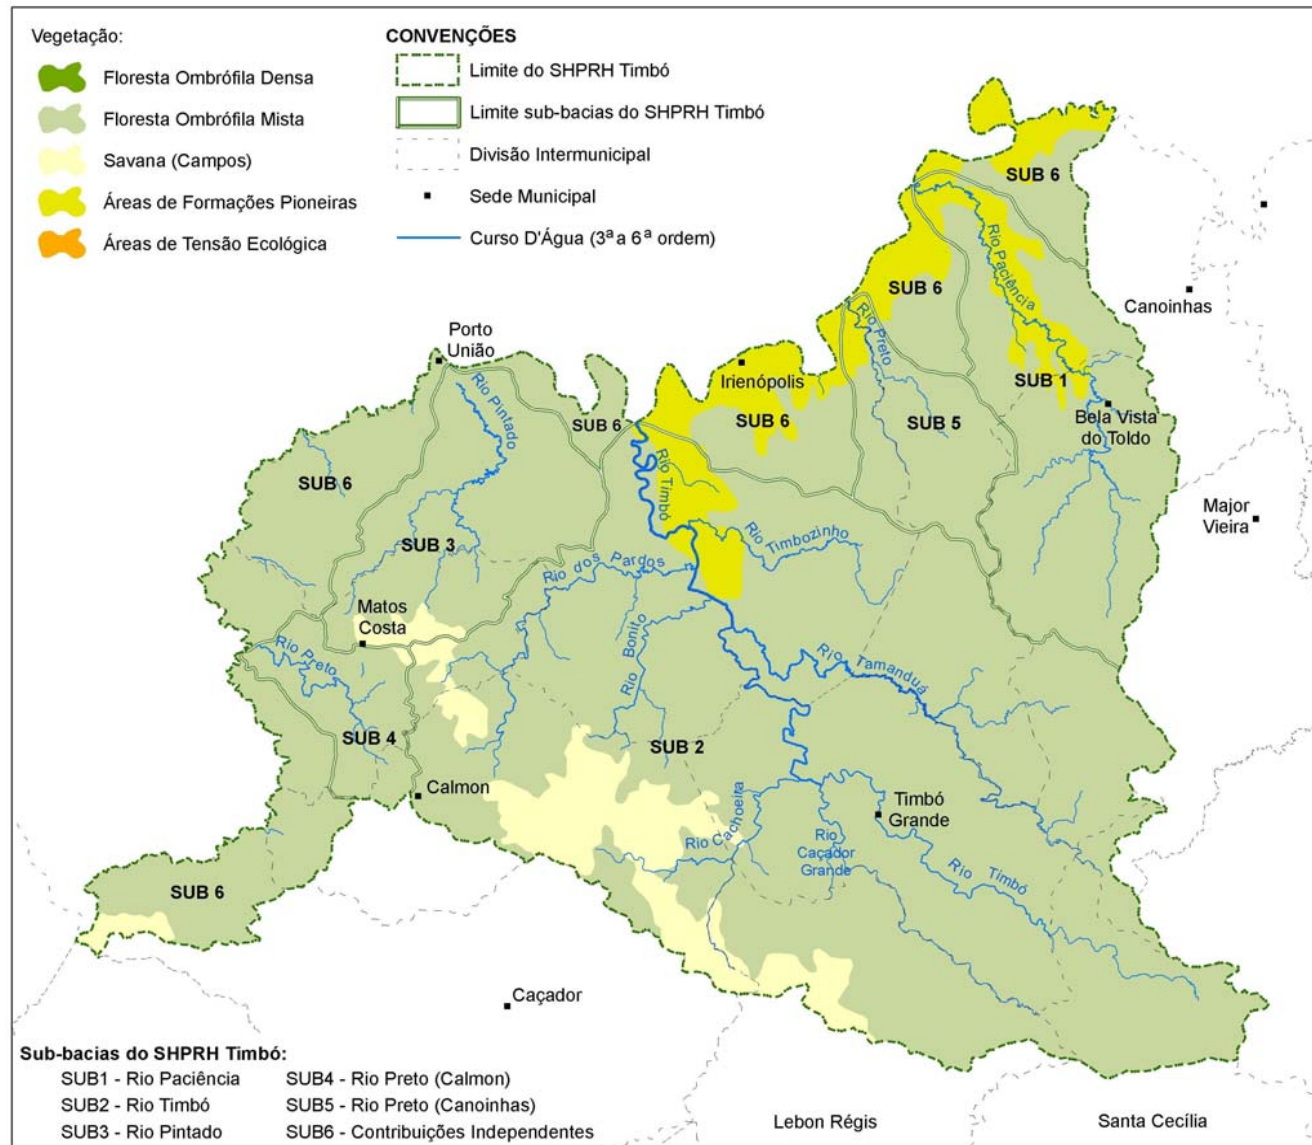 Vegetação:
Floresta Ombrófila Densa
Floresta Ombrófila Mista
Savana (Campos)
Áreas de Formações Pioneiras
Áreas de Tensão Ecológica
CONVENÇÕES
Limite do SHPRH Timbó
Limite sub-bacias do SHPRH Timbó
Divisão Intermunicipal
Sede Municipal
Curso D'Água (3ª a 6ª ordem)
SUB 6
Rio Paciência
Canoinhas
SUB 6
Porto
União
Rio Preto
Irienópolis
SUB 1
Rio Pintado
Bela Vista
do Toldo
SUB 6
SUB 6
SUB 5
Rio Timbó
SUB 6
Major
Vieira
SUB 3
Rio Timbozinho
Rio dos Pardos
Matos
Costa
Rio Bonito
Rio Preto
Rio Tamanduá
SUB 4
SUB 2
Calmon
Timbó
Grande
Rio Cachoeira
Rio
Caçador
Grande
Rio Timbó
SUB 6
Caçador
Sub-bacias do SHPRH Timbó:
SUB1 - Rio Paciência
SUB2 - Rio Timbó
SUB3 - Rio Pintado
SUB4 - Rio Preto (Calmon)
SUB5 - Rio Preto (Canoinhas)
SUB6 - Contribuições Independentes
Lebon Régis
Santa Cecília